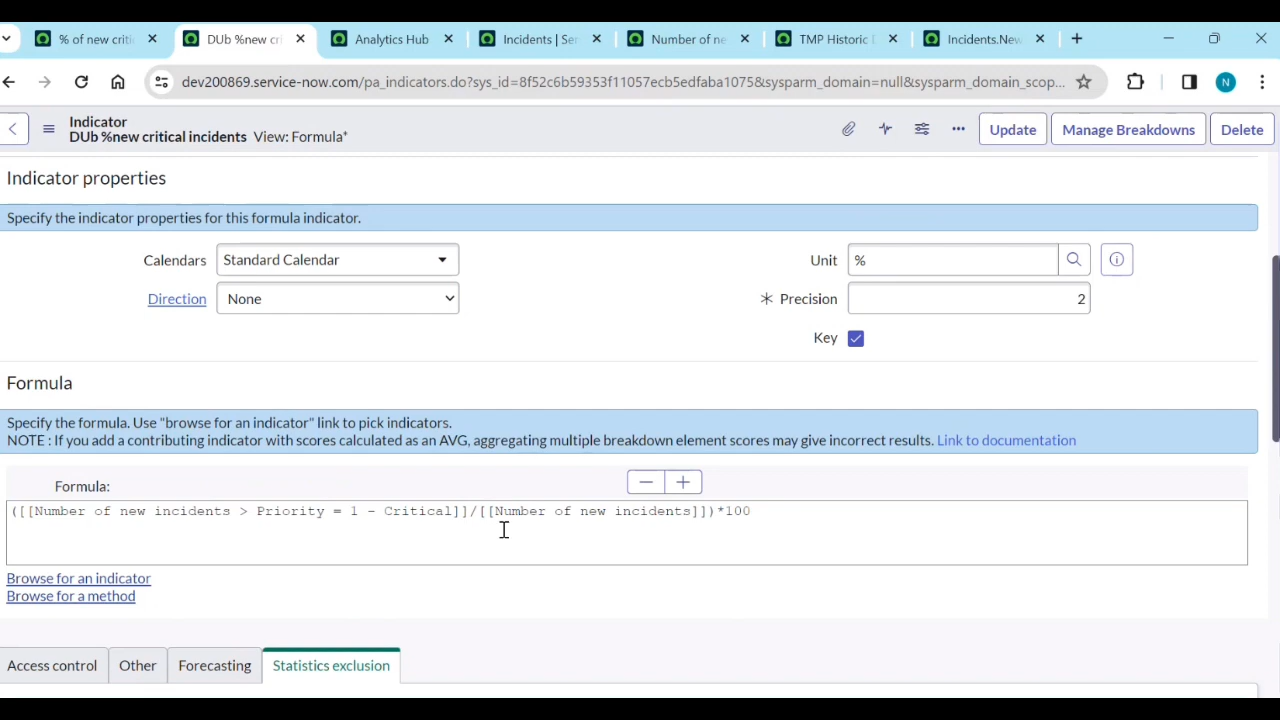 % of new criti
DUb %new cri
Analytics Hub
Incidents | Ser
Number of ne
TMP Historic D
Incidents.New
dev200869.service-now.com/pa_indicators.do?sys_id=8f52c6b59353f11057ecb5edfaba1075&sysparm_domain=null&sysparm_domain_scop...
N
Indicator
DUb %new critical incidents View: Formula*
Update
Manage Breakdowns
Delete
Indicator properties
Specify the indicator properties for this formula indicator.
Calendars
Standard Calendar
Unit
%
Direction
None
Precision
2
Key
Formula
Specify the formula. Use "browse for an indicator" link to pick indicators.
NOTE : If you add a contributing indicator with scores calculated as an AVG, aggregating multiple breakdown element scores may give incorrect results. Link to documentation
Formula:
([[Number of new incidents > Priority = 1 - Critical]]/[[Number of new incidents]])*100
Browse for an indicator
Browse for a method
Access control
Other
Forecasting
Statistics exclusion